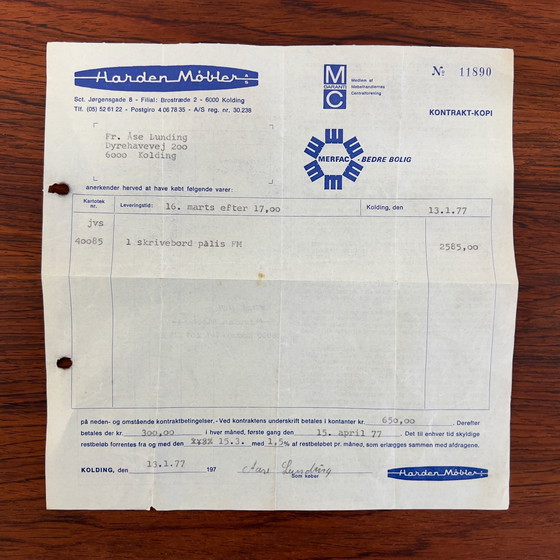 Harden Møbler A/S
Sct. Jørgensgade 8 - Filial: Brostræde 2 - 6000 Kolding
Tlf. (05) 52 61 22 - Postgiro 4 06 78 35 - A/S reg. nr. 30.238
MC GARANTI
Medlem af
Møbelhandlernes
Centralforening
№ 11890
KONTRAKT-KOPI
Fr. Åse Lunding
Dyrehavevej 200
6000 Kolding
MERFAC - BEDRE BOLIG
anerkender herved at have købt følgende varer:
Kartotek nr.
Leveringstid: 16. marts efter 17,00
Kolding, den 13.1.77
jvs
40085 1 skrivebord pålis FM 2585,00
på neden- og omstående kontraktbetingelser. - Ved kontraktens underskrift betales i kontanter kr. 650,00. Derefter
betales der kr. 300,00 i hver måned, første gang den 15. april 77. Det til enhver tid skyldige
restbeløb forrentes fra og med den 15.3. med 1,5% af restbeløbet pr. måned, som erlægges sammen med afdragene.
KOLDING, den 13.1.77 197
Aase Lunding
Som køber
Harden Møbler A/S